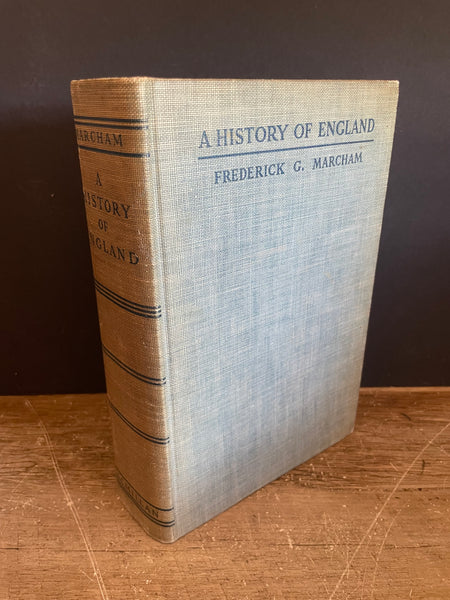 A HISTORY OF ENGLAND
FREDERICK G. MARCHAM
MARCHAM
A
HISTORY
OF
ENGLAND